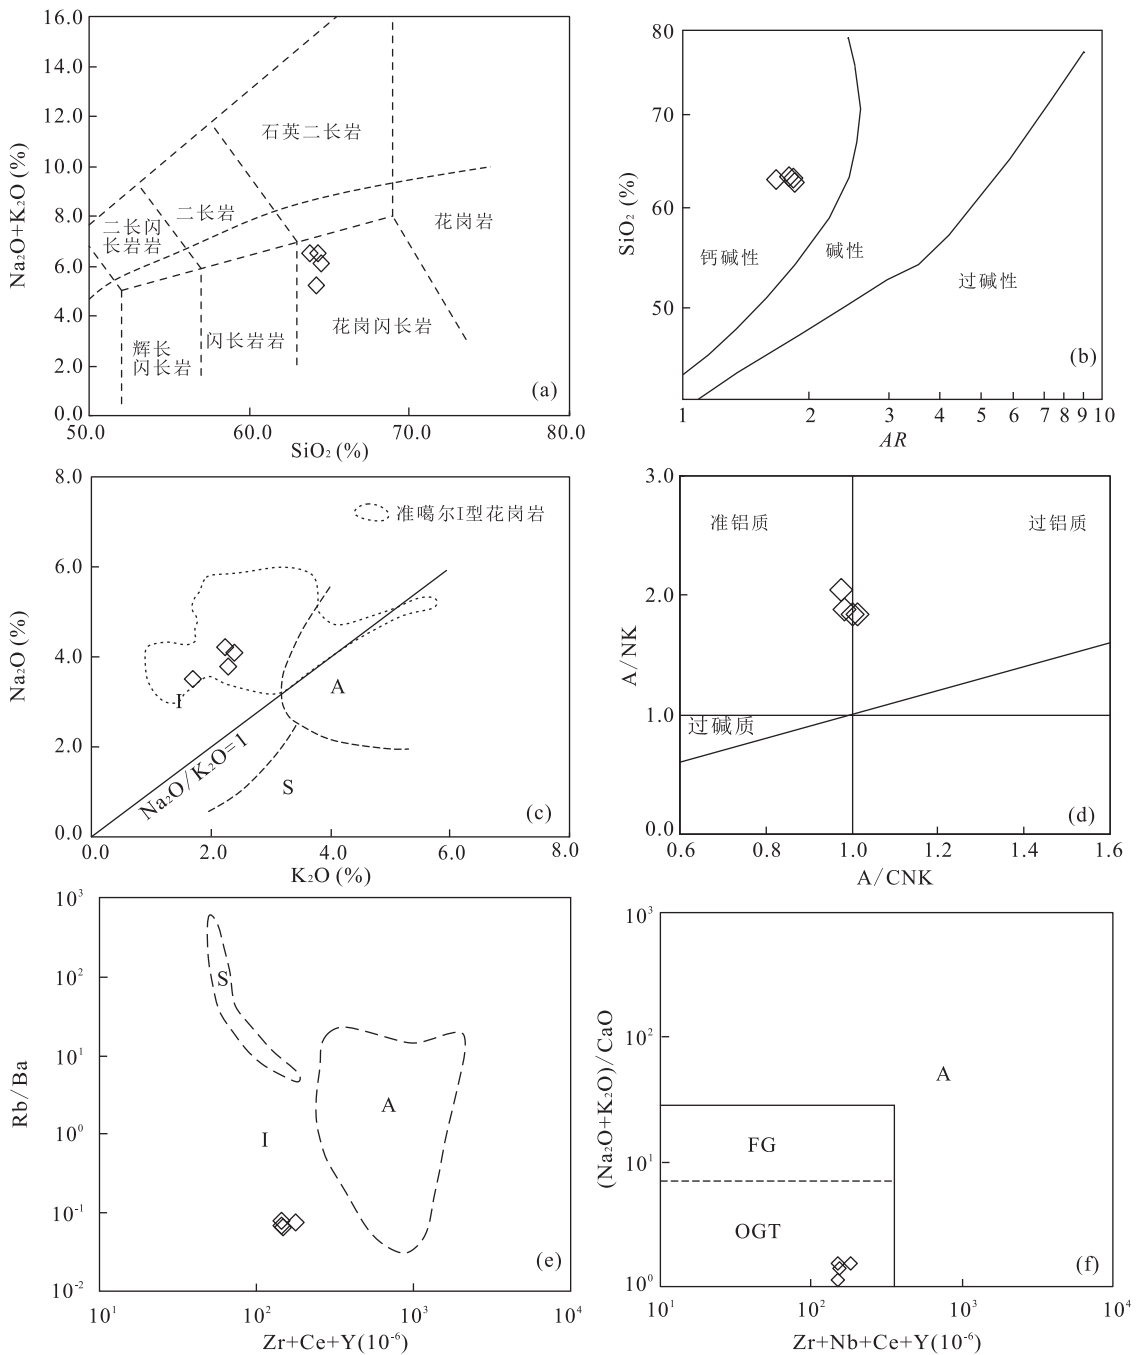 16.0
14.0
12.0
10.0
8.0
6.0
4.0
2.0
0.0
Na₂O+K₂O (%)
石英二长岩
二长岩
二长闪
长岩岩
花岗岩
辉长
闪长岩
闪长岩岩
花岗闪长岩
(a)
50.0 60.0 70.0 80.0
SiO₂ (%)
80
70
60
50
SiO₂ (%)
钙碱性
碱性
过碱性
(b)
1 2 3 4 5 6 7 8 9 10
AR
8.0
6.0
4.0
2.0
0.0
Na₂O (%)
准噶尔I型花岗岩
I
A
S
Na₂O/K₂O=1
(c)
0.0 2.0 4.0 6.0 8.0
K₂O (%)
3.0
2.0
1.0
0.0
A/NK
准铝质
过铝质
过碱质
(d)
0.6 0.8 1.0 1.2 1.4 1.6
A/CNK
10³
10²
10¹
10⁰
10⁻¹
10⁻²
Rb/Ba
S
A
I
(e)
10¹ 10² 10³ 10⁴
Zr+Ce+Y(10⁻⁶)
10³
10²
10¹
10⁰
(Na₂O+K₂O)/CaO
A
FG
OGT
(f)
10¹ 10² 10³ 10⁴
Zr+Nb+Ce+Y(10⁻⁶)